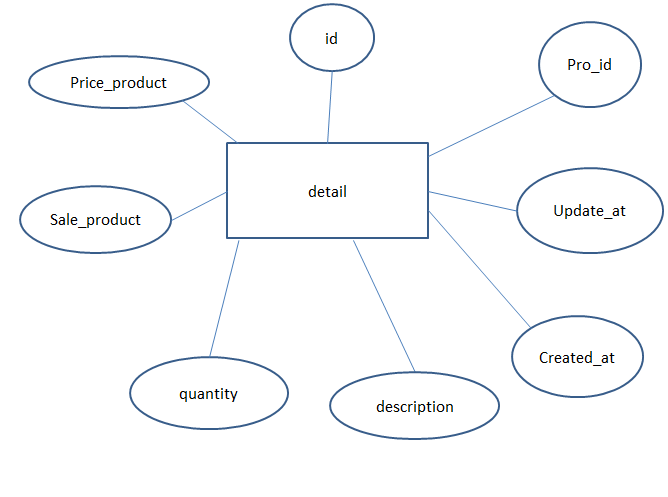 id
Pro_id
Price_product
detail
Update_at
Sale_product
Created_at
quantity
description